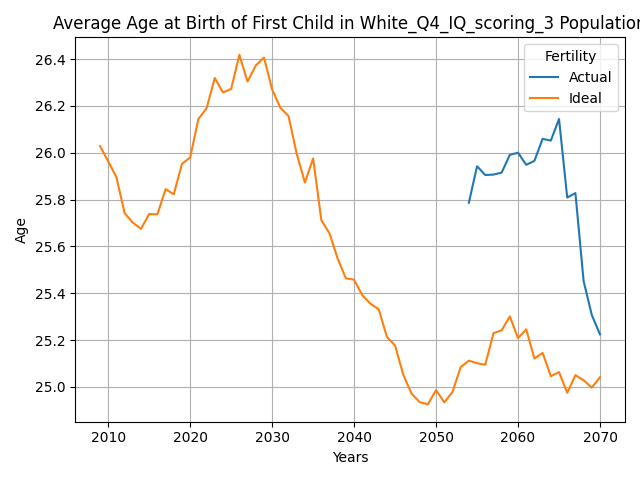 Average Age at Birth of First Child in White_Q4_IQ_scoring_3 Population
Fertility
Actual
Ideal
26.4
26.2
26.0
25.8
25.6
25.4
25.2
25.0
Age
2010 2020 2030 2040 2050 2060 2070
Years